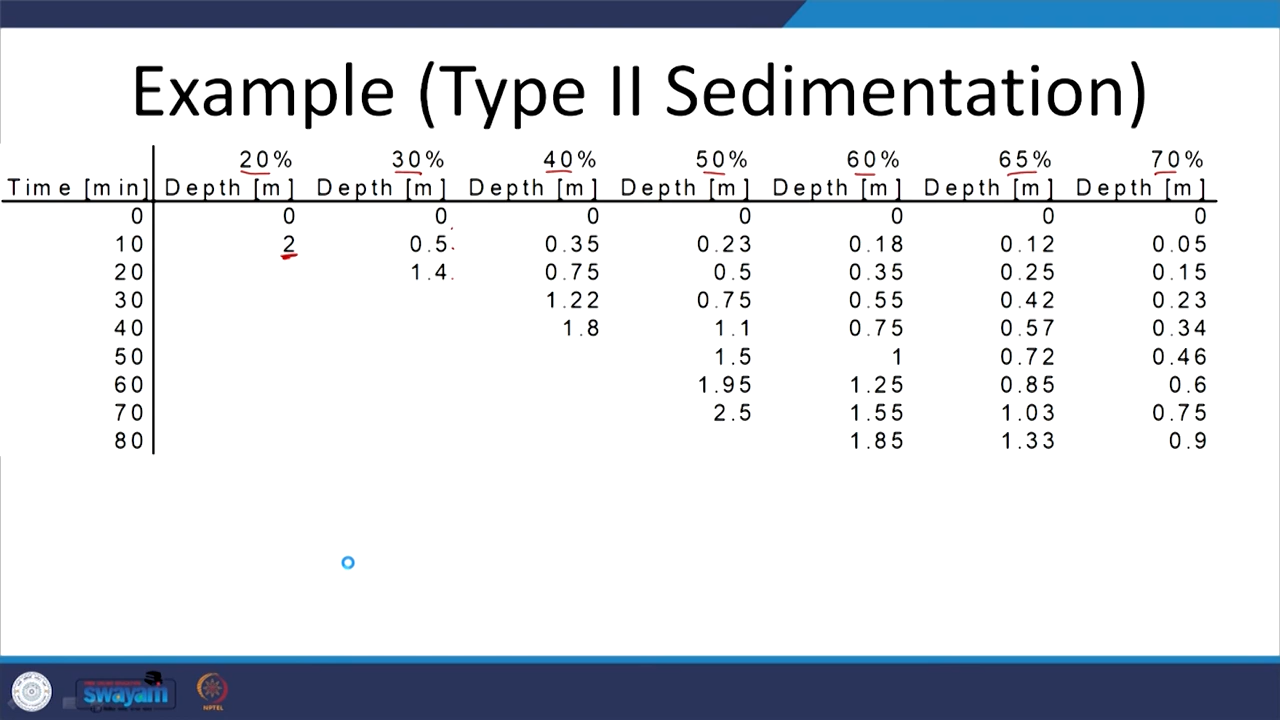 Example (Type II Sedimentation)
20% 30% 40% 50% 60% 65% 70%
Time [min] Depth [m] Depth [m] Depth [m] Depth [m] Depth [m] Depth [m] Depth [m]
0 0 0 0 0 0 0 0
10 2 0.5 0.35 0.23 0.18 0.12 0.05
20 1.4 0.75 0.5 0.35 0.25 0.15
30 1.22 0.75 0.55 0.42 0.23
40 1.8 1.1 0.75 0.57 0.34
50 1.5 1 0.72 0.46
60 1.95 1.25 0.85 0.6
70 2.5 1.55 1.03 0.75
80 1.85 1.33 0.9
swayam
NPTEL